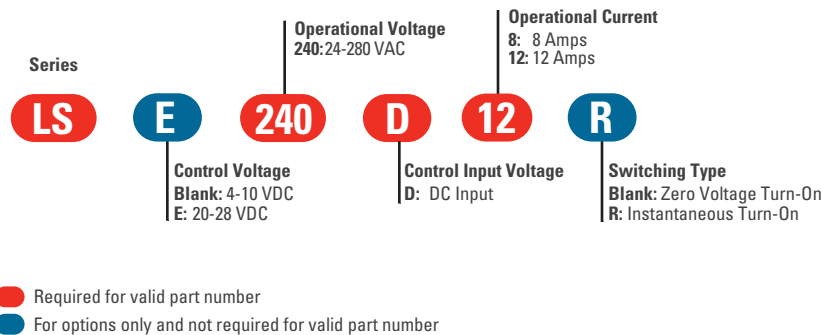 Operational Voltage
240:24-280 VAC
Operational Current
8: 8 Amps
12: 12 Amps
Series
LS
E
240
D
12
R
Control Voltage
Blank: 4-10 VDC
E: 20-28 VDC
Control Input Voltage
D: DC Input
Switching Type
Blank: Zero Voltage Turn-On
R: Instantaneous Turn-On
Required for valid part number
For options only and not required for valid part number